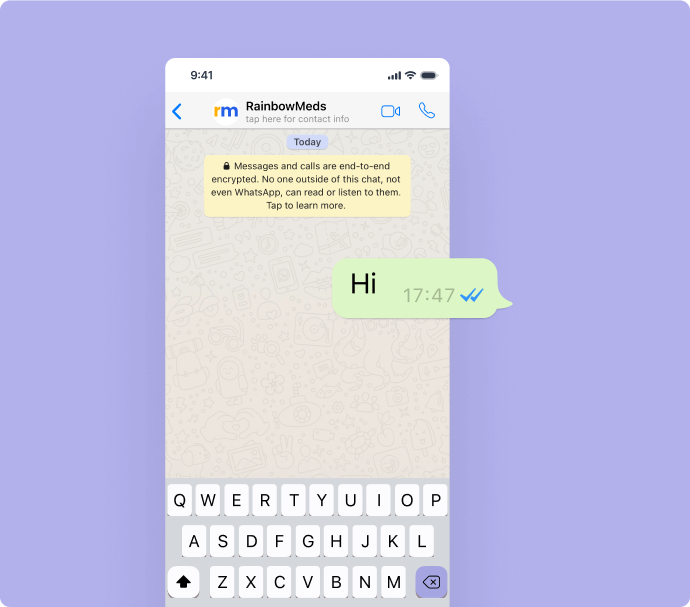 9:41
rm
RainbowMeds
tap here for contact info
Today
Messages and calls are end-to-end
encrypted. No one outside of this chat, not
even WhatsApp, can read or listen to them.
Tap to learn more.
Hi
17:47
Q W E R T Y U I O P
A S D F G H J K L
Z X C V B N M